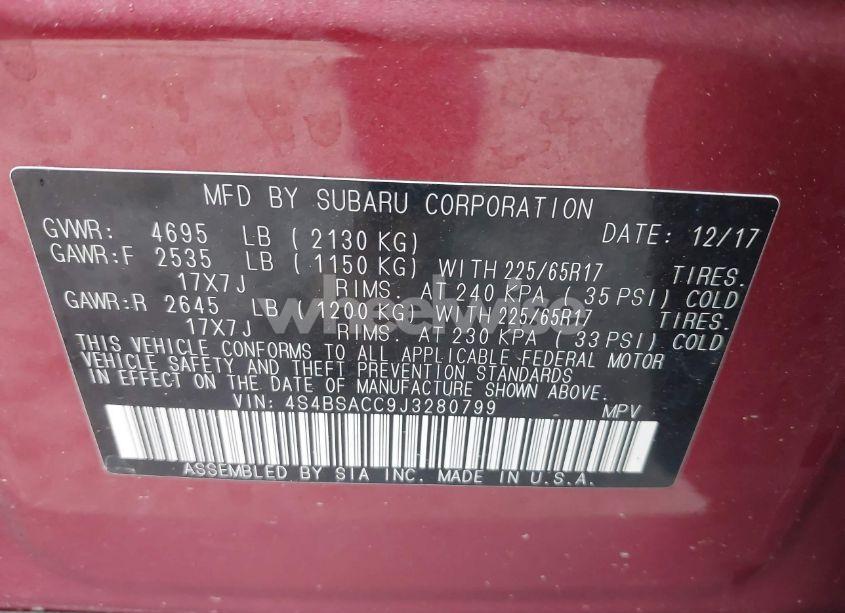 MFD BY SUBARU CORPORATION
GVWR: 4695 LB (2130 KG) DATE: 12/17
GAWR:F 2535 LB (1150 KG) WITH 225/65R17 TIRES.
17X7J RIMS. AT 240 KPA (35 PSI) COLD
GAWR:R 2645 LB (1200 KG) WITH 225/65R17 TIRES.
17X7J RIMS. AT 230 KPA (33 PSI) COLD
THIS VEHICLE CONFORMS TO ALL APPLICABLE FEDERAL MOTOR
VEHICLE SAFETY AND THEFT PREVENTION STANDARDS
IN EFFECT ON THE DATE OF MANUFACTURE SHOWN ABOVE.
VIN: 4S4BSACC9J3280799 MPV
ASSEMBLED BY SIA INC. MADE IN U.S.A.
wheelwise